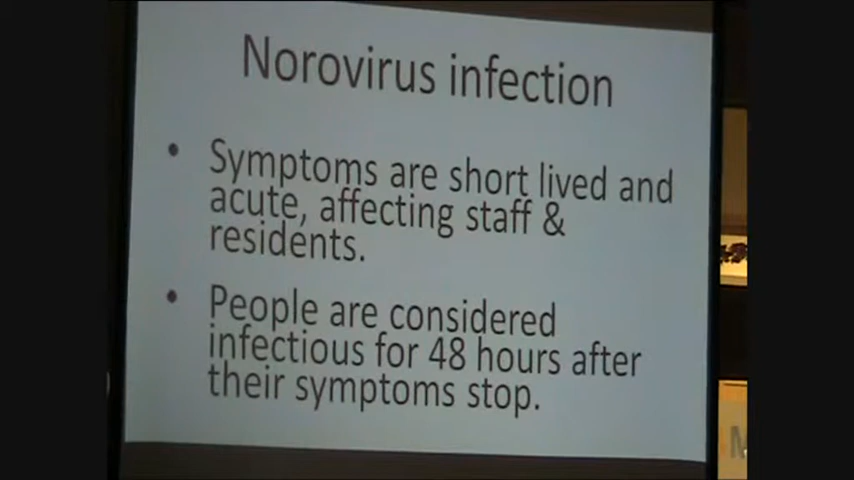 Norovirus infection
• Symptoms are short lived and
acute, affecting staff &
residents.
• People are considered
infectious for 48 hours after
their symptoms stop.